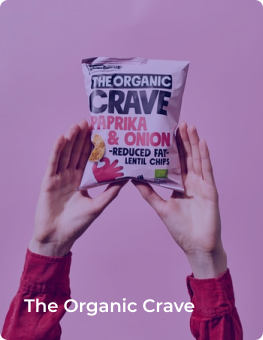 THE ORGANIC
CRAVE
PAPRIKA
& ONION
-REDUCED FAT-
LENTIL CHIPS
The Organic Crave